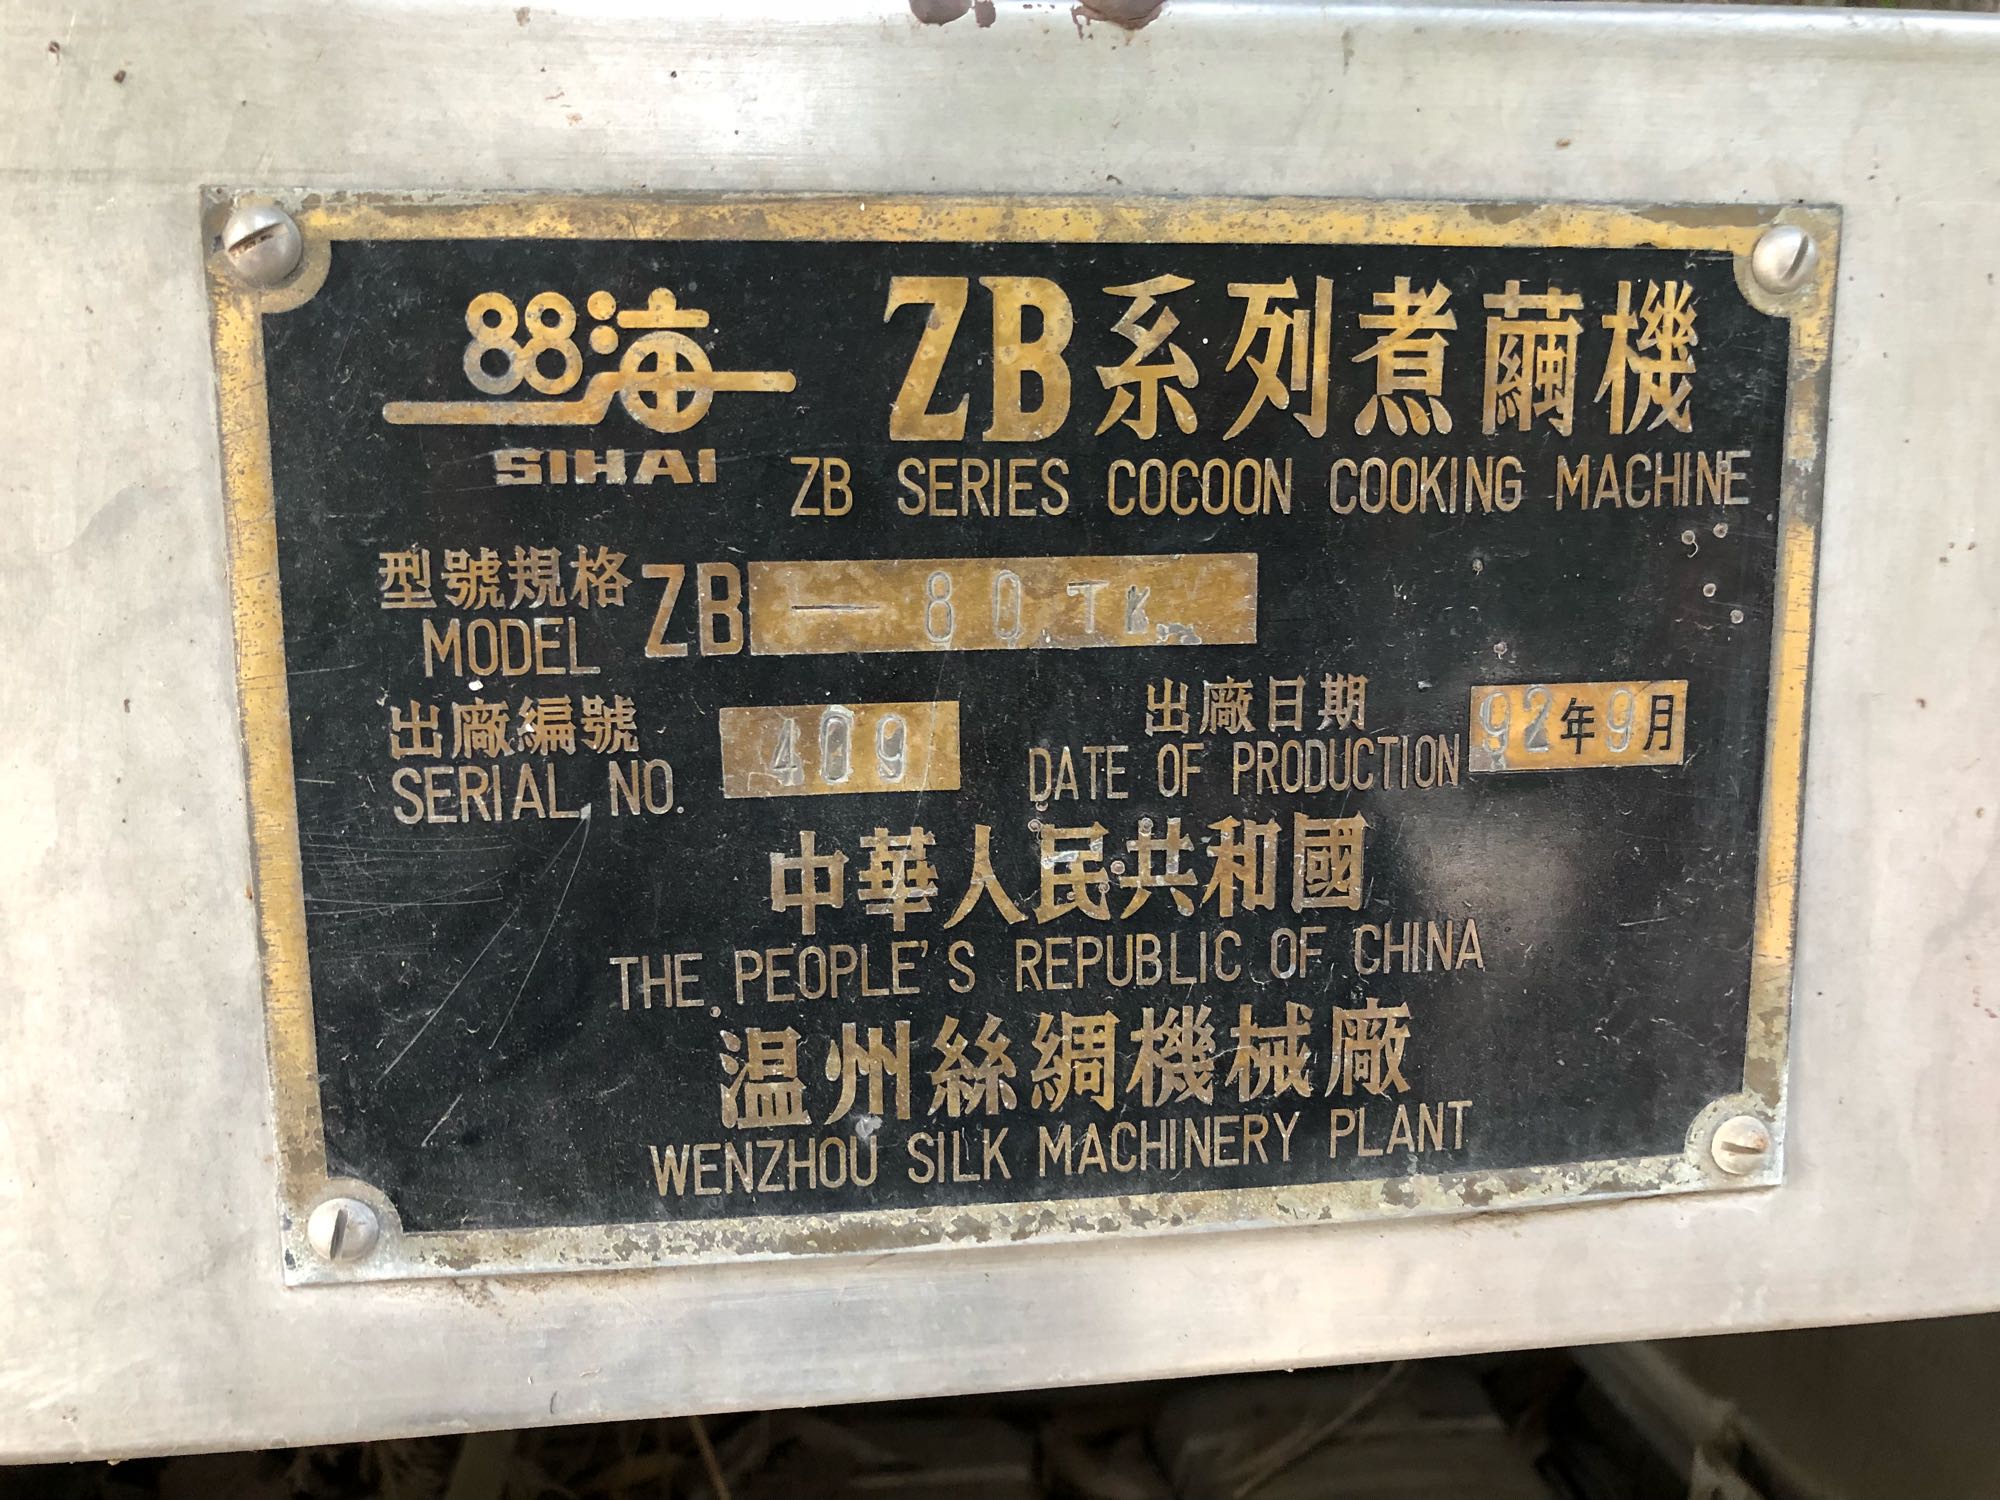 88海
SIHAI
ZB系列煮繭機
ZB SERIES COCOON COOKING MACHINE
型號規格 ZB — 80 TK
MODEL
出廠編號 409
SERIAL NO.
出廠日期 92年9月
DATE OF PRODUCTION
中華人民共和國
THE PEOPLE'S REPUBLIC OF CHINA
温州絲綢機械廠
WENZHOU SILK MACHINERY PLANT